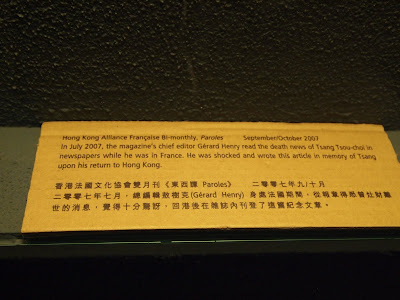 Hong Kong Alliance Française Bi-monthly, Paroles September/October 2007
In July 2007, the magazine's chief editor Gérard Henry read the death news of Tsang Tsou-choi in
newspapers while he was in France. He was shocked and wrote this article in memory of Tsang
upon his return to Hong Kong.
香港法國文化協會雙月刊《東西譚 Paroles》 二零零七年九/十月
二零零七年七月，總編輯敖樹克(Gérard Henry) 身處法國期間，從報章得悉曾灶財離
世的消息，覺得十分驚訝，回港後在雜誌內刊登了這篇紀念文章。